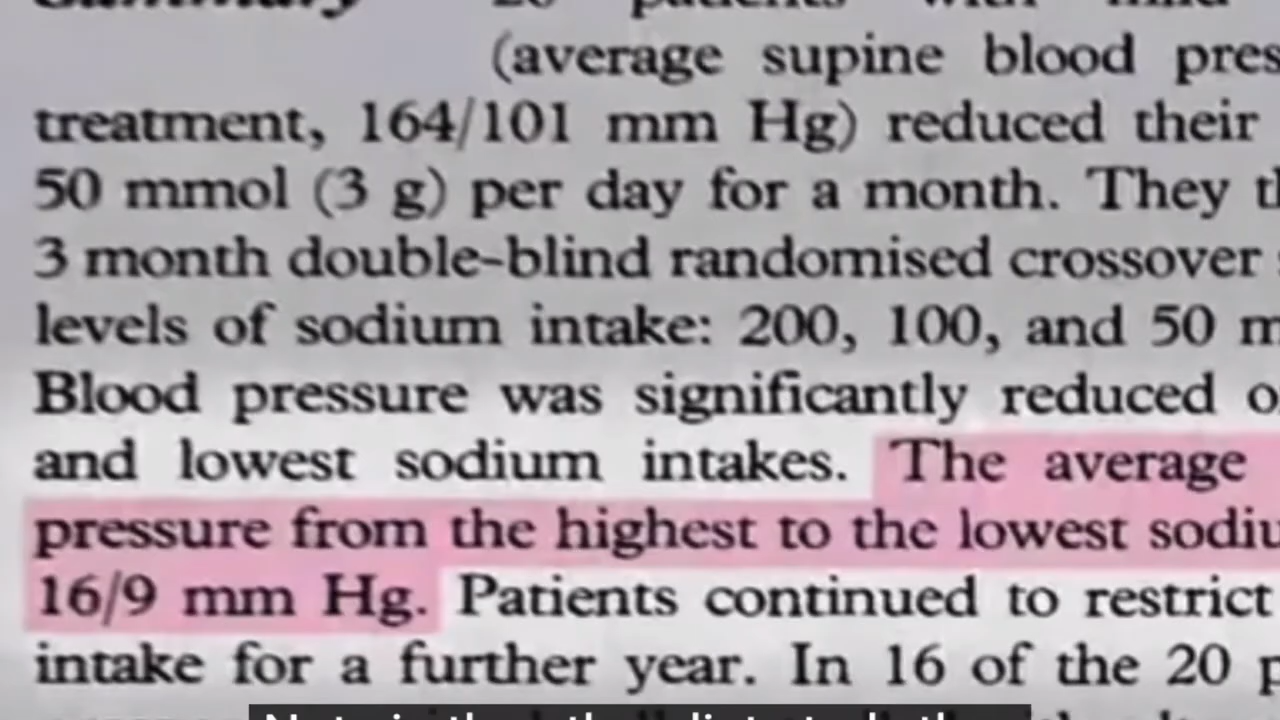 (average supine blood pres
treatment, 164/101 mm Hg) reduced their
50 mmol (3 g) per day for a month. They th
3 month double-blind randomised crossover
levels of sodium intake: 200, 100, and 50 m
Blood pressure was significantly reduced o
and lowest sodium intakes. The average
pressure from the highest to the lowest sodiu
16/9 mm Hg. Patients continued to restrict
intake for a further year. In 16 of the 20 p